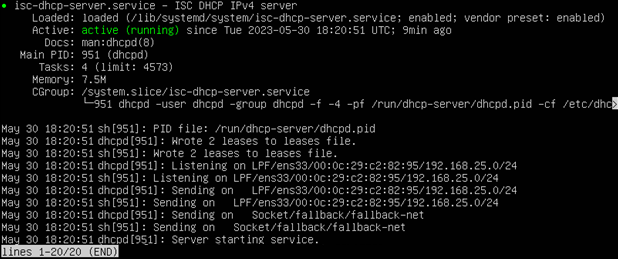 ● isc-dhcp-server.service - ISC DHCP IPv4 server
Loaded: loaded (/lib/systemd/system/isc-dhcp-server.service; enabled; vendor preset: enabled)
Active: active (running) since Tue 2023-05-30 18:20:51 UTC; 9min ago
Docs: man:dhcpd(8)
Main PID: 951 (dhcpd)
Tasks: 4 (limit: 4573)
Memory: 7.5M
CGroup: /system.slice/isc-dhcp-server.service
└─951 dhcpd -user dhcpd -group dhcpd -f -4 -pf /run/dhcp-server/dhcpd.pid -cf /etc/dhc>
May 30 18:20:51 sh[951]: PID file: /run/dhcp-server/dhcpd.pid
May 30 18:20:51 dhcpd[951]: Wrote 2 leases to leases file.
May 30 18:20:51 sh[951]: Wrote 2 leases to leases file.
May 30 18:20:51 dhcpd[951]: Listening on LPF/ens33/00:0c:29:c2:82:95/192.168.25.0/24
May 30 18:20:51 sh[951]: Listening on LPF/ens33/00:0c:29:c2:82:95/192.168.25.0/24
May 30 18:20:51 dhcpd[951]: Sending on   LPF/ens33/00:0c:29:c2:82:95/192.168.25.0/24
May 30 18:20:51 sh[951]: Sending on   LPF/ens33/00:0c:29:c2:82:95/192.168.25.0/24
May 30 18:20:51 dhcpd[951]: Sending on   Socket/fallback/fallback-net
May 30 18:20:51 sh[951]: Sending on   Socket/fallback/fallback-net
May 30 18:20:51 dhcpd[951]: Server starting service.
lines 1-20/20 (END)